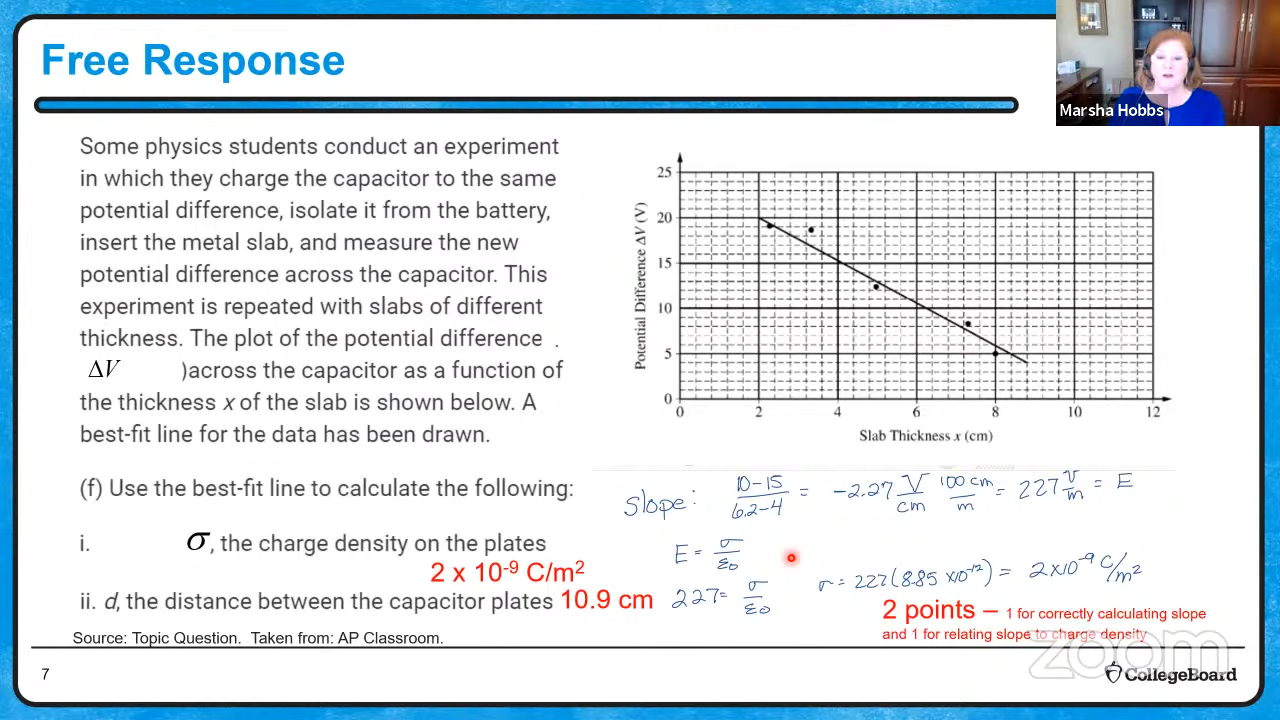 Free Response
Marsha Hobbs
Some physics students conduct an experiment
in which they charge the capacitor to the same
potential difference, isolate it from the battery,
insert the metal slab, and measure the new
potential difference across the capacitor. This
experiment is repeated with slabs of different
thickness. The plot of the potential difference .
ΔV )across the capacitor as a function of
the thickness x of the slab is shown below. A
best-fit line for the data has been drawn.
(f) Use the best-fit line to calculate the following:
i. σ, the charge density on the plates
2 x 10⁻⁹ C/m²
ii. d, the distance between the capacitor plates 10.9 cm
Source: Topic Question. Taken from: AP Classroom.
7
Potential Difference ΔV (V)
25
20
15
10
5
0
0 2 4 6 8 10 12
Slab Thickness x (cm)
Slope: 10-15 / 6.2-4 = -2.27 V/cm 100 cm/m = 227 V/m = E
E = σ/ε₀
227 = σ/ε₀ σ = 227(8.85 x10⁻¹²) = 2x10⁻⁹ C/m²
2 points – 1 for correctly calculating slope
and 1 for relating slope to charge density
zoom
CollegeBoard